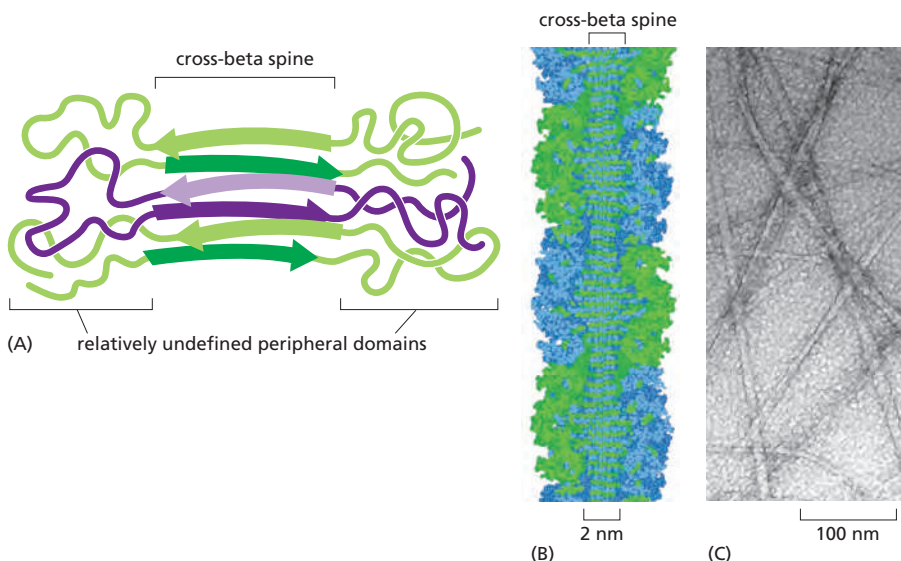 cross-beta spine
cross-beta spine
(A) relatively undefined peripheral domains
2 nm
100 nm
(B)
(C)